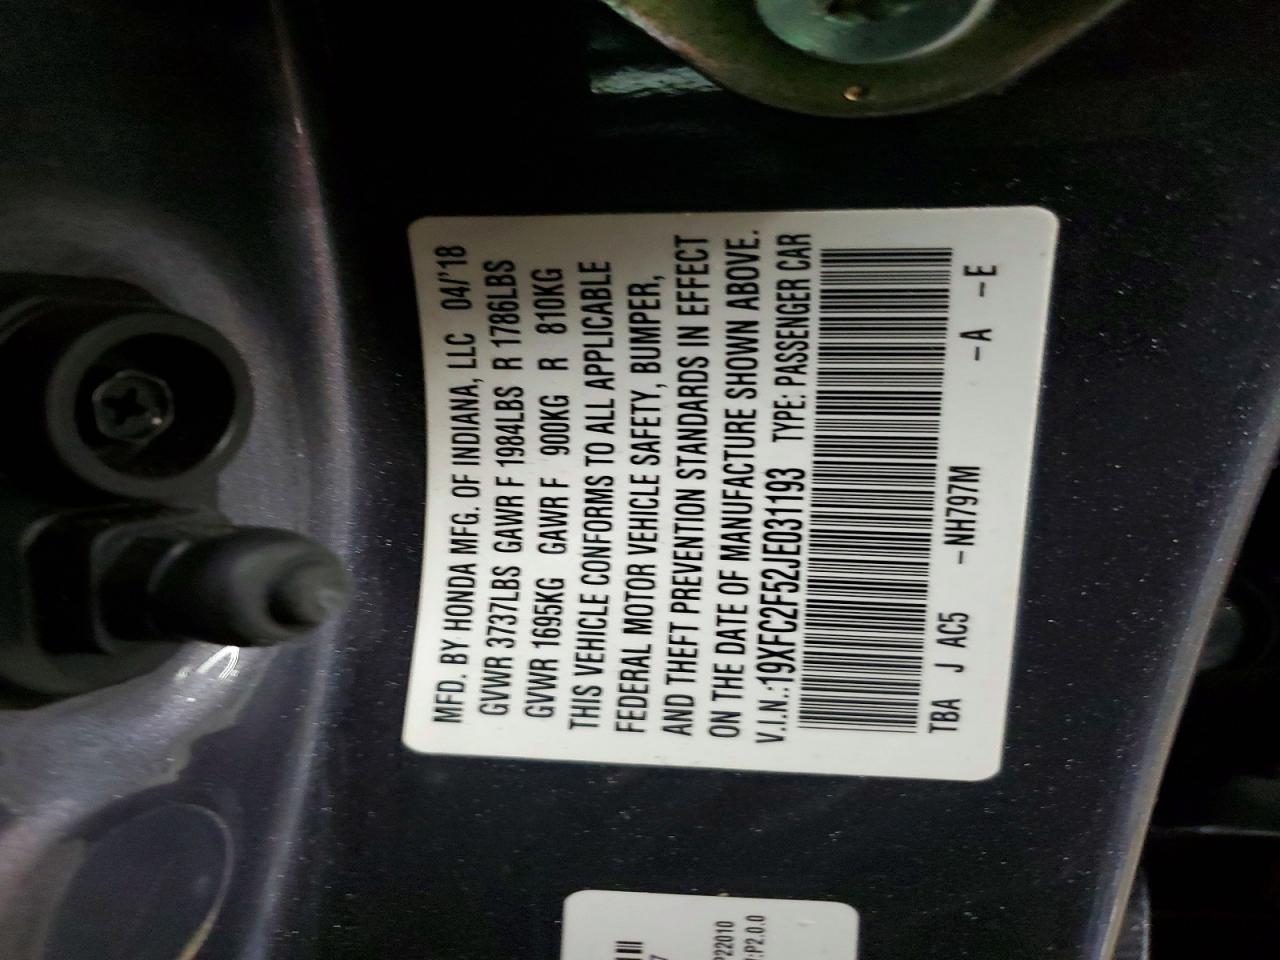 MFD. BY HONDA MFG. OF INDIANA, LLC 04/'18
GVWR 3737LBS GAWR F 1984LBS R 1786LBS
GVWR 1695KG GAWR F 900KG R 810KG
THIS VEHICLE CONFORMS TO ALL APPLICABLE
FEDERAL MOTOR VEHICLE SAFETY, BUMPER,
AND THEFT PREVENTION STANDARDS IN EFFECT
ON THE DATE OF MANUFACTURE SHOWN ABOVE.
V.I.N.:19XFC2F52JE031193 TYPE: PASSENGER CAR
TBA J AC5 -NH797M -A -E